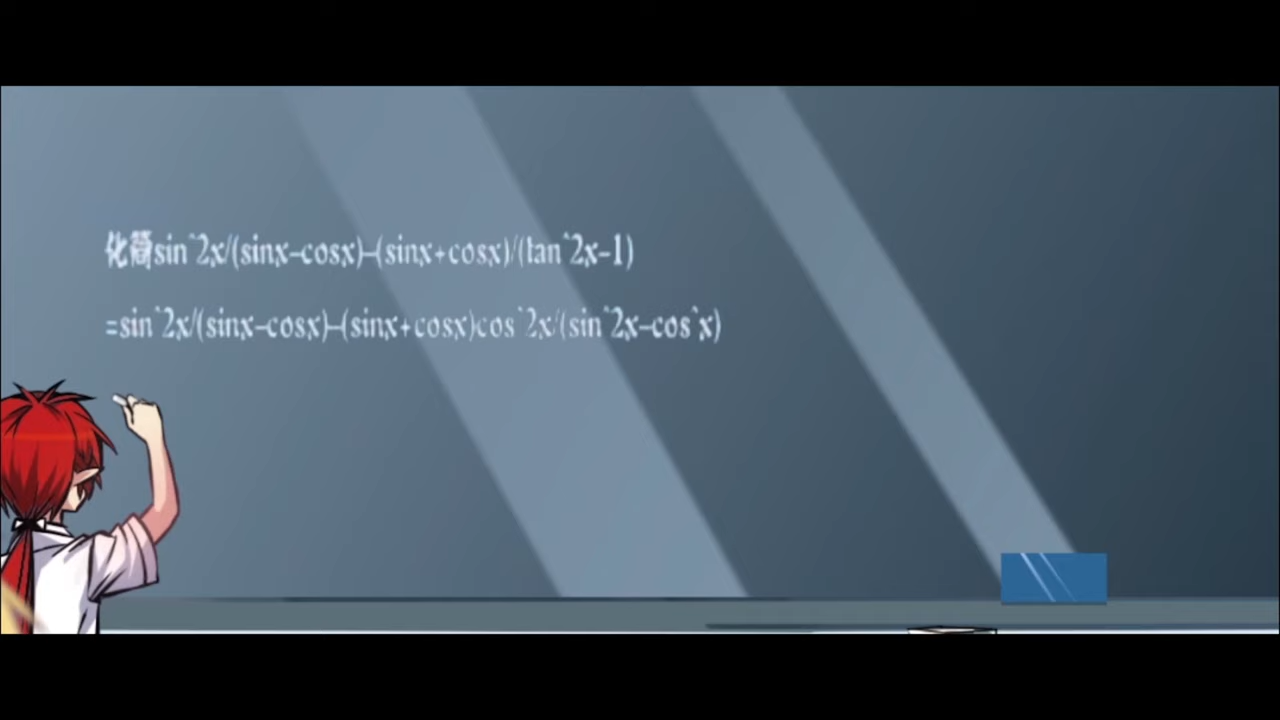 化简sin^2x/(sinx-cosx)-(sinx+cosx)/(tan^2x-1)
=sin^2x/(sinx-cosx)-(sinx+cosx)cos^2x/(sin^2x-cos^x)